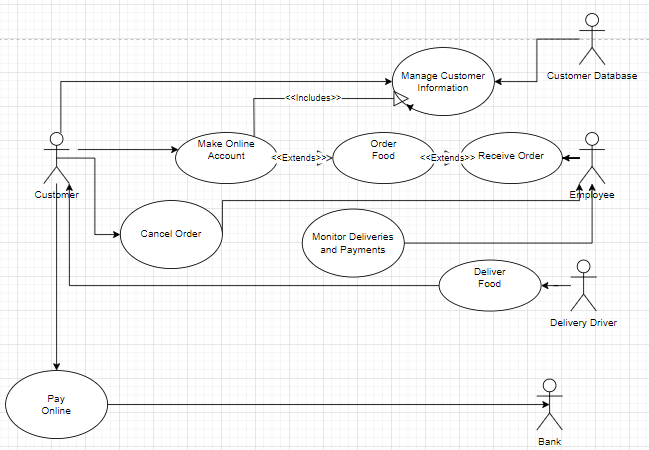 Customer Database
Manage Customer
Information
<<Includes>>
Make Online
Account
<<Extends>>
Order
Food
<<Extends>>
Receive Order
Customer
Employee
Cancel Order
Monitor Deliveries
and Payments
Deliver
Food
Delivery Driver
Pay
Online
Bank